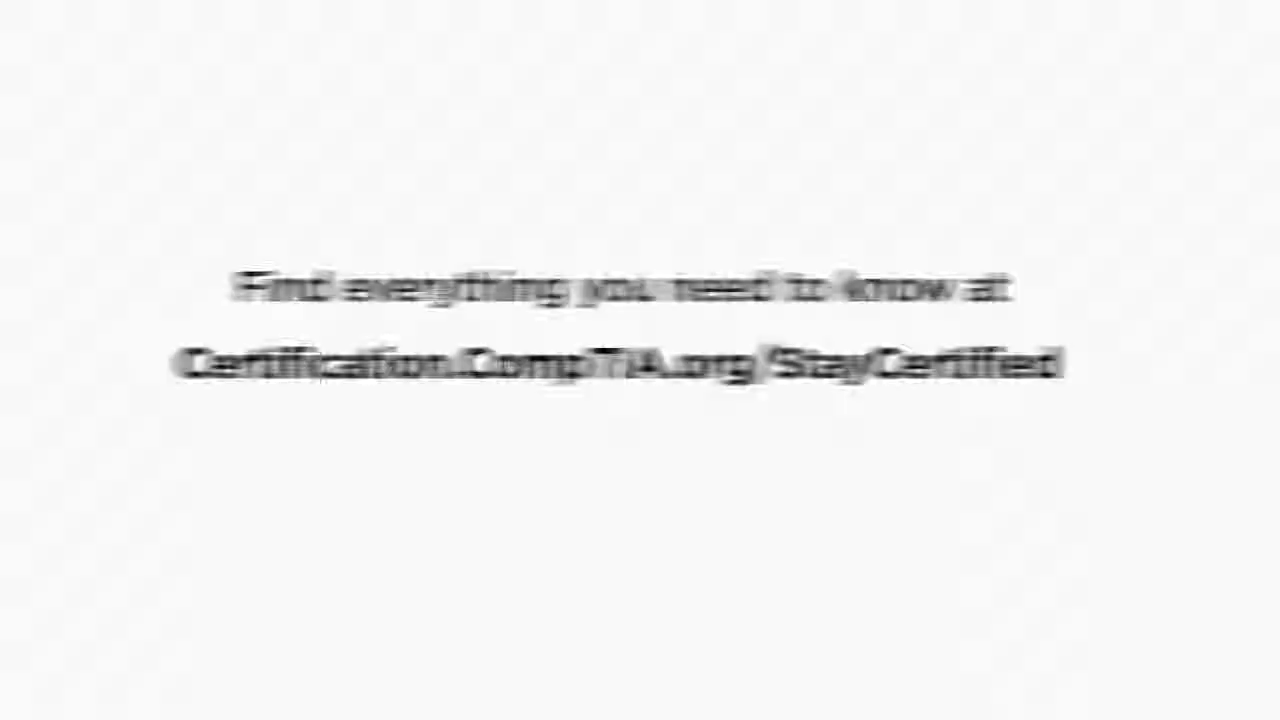 Find everything you need to know at
Certification.CompTIA.org/StayCertified